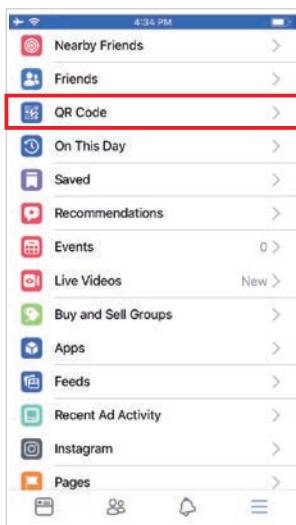 4:34 PM
Nearby Friends
Friends
QR Code
On This Day
Saved
Recommendations
Events 0
Live Videos New
Buy and Sell Groups
Apps
Feeds
Recent Ad Activity
Instagram
Pages